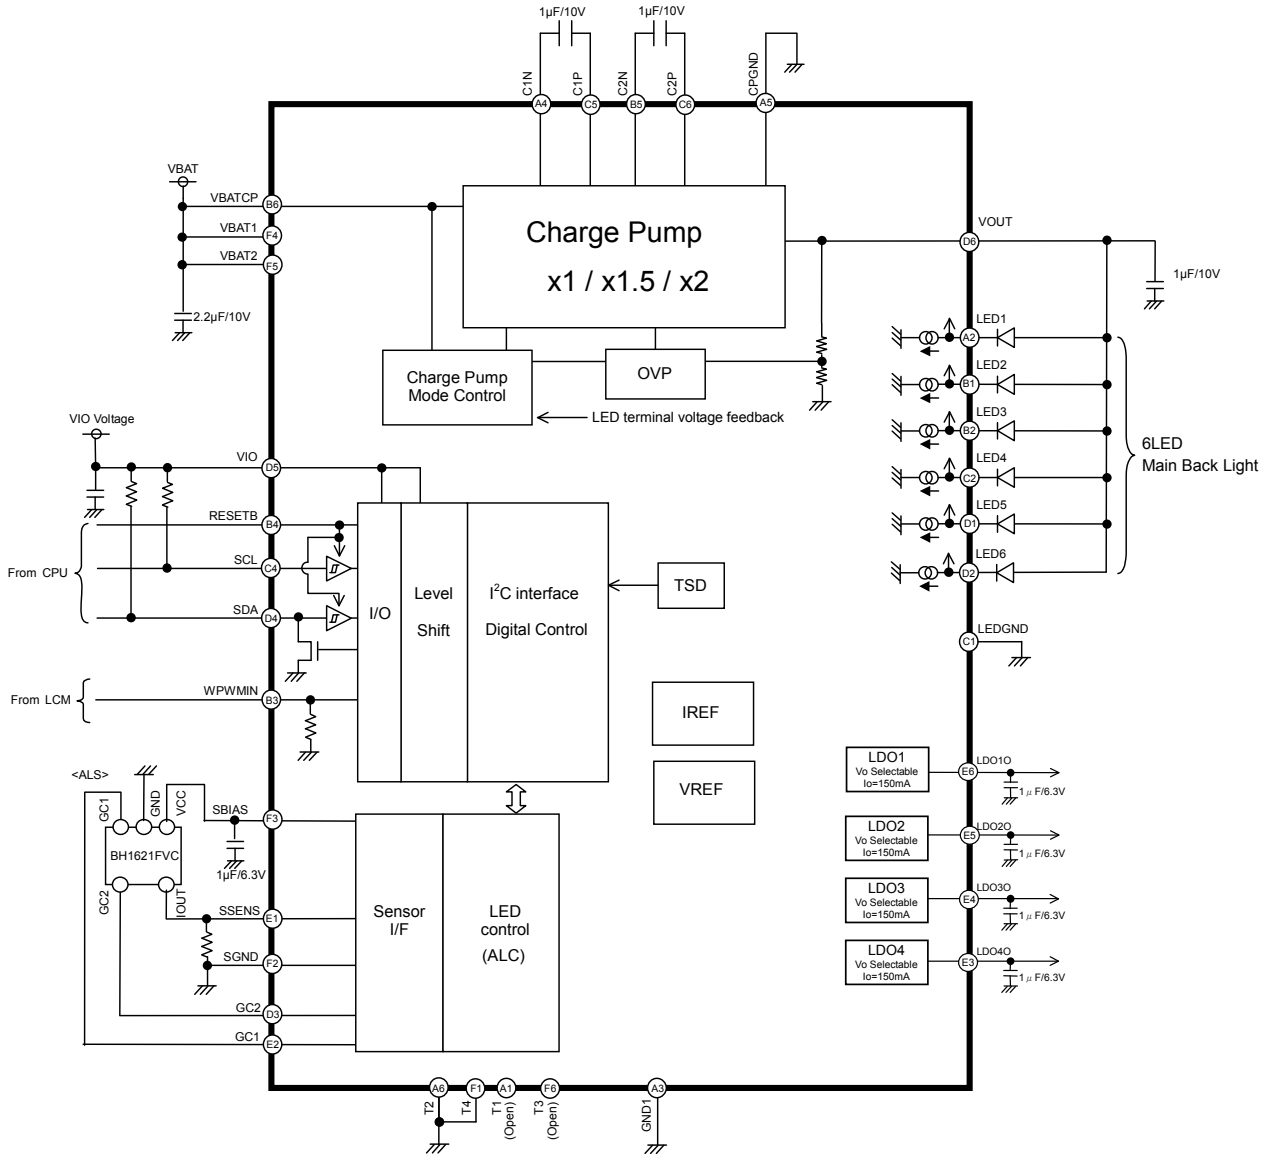 1μF/10V
1μF/10V
C1N
C1P
C2N
C2P
CPGND
A4
C5
B5
C6
A5
VBAT
VBATCP
B6
VBAT1
F4
VBAT2
F5
2.2μF/10V
Charge Pump
x1 / x1.5 / x2
VOUT
D6
1μF/10V
Charge Pump
Mode Control
OVP
LED terminal voltage feedback
LED1
A2
LED2
B1
LED3
B2
LED4
C2
LED5
D1
LED6
D2
6LED
Main Back Light
LEDGND
C1
VIO Voltage
VIO
D5
RESETB
B4
SCL
C4
From CPU
SDA
D4
WPWMIN
B3
From LCM
I/O
Level
Shift
I²C interface
Digital Control
TSD
IREF
VREF
LDO1
Vo Selectable
Io=150mA
E6
LDO1O
1μF/6.3V
LDO2
Vo Selectable
Io=150mA
E5
LDO2O
1μF/6.3V
LDO3
Vo Selectable
Io=150mA
E4
LDO3O
1μF/6.3V
LDO4
Vo Selectable
Io=150mA
E3
LDO4O
1μF/6.3V
<ALS>
GC1
GND
VCC
SBIAS
F3
BH1621FVC
1μF/6.3V
GC2
IOUT
SSENS
E1
SGND
F2
GC2
D3
GC1
E2
Sensor
I/F
LED
control
(ALC)
A6
F1
A1
F6
A3
T2
T4
T1
(Open)
T3
(Open)
GND1